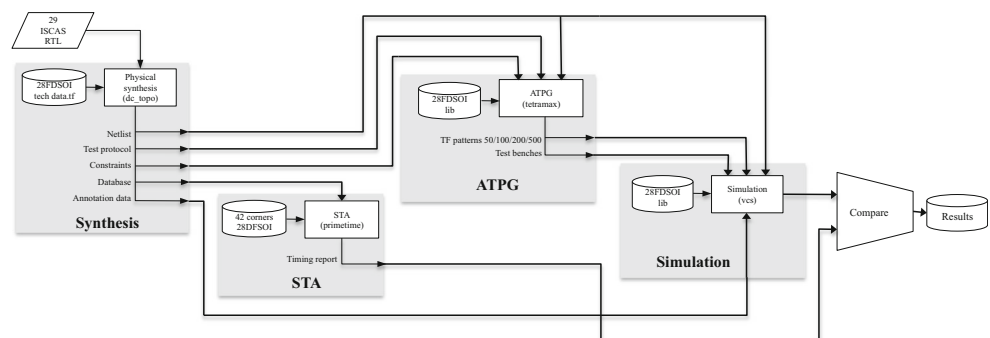 29
ISCAS
RTL
28FDSOI
tech data.tf
Physical
synthesis
(dc_topo)
Netlist
Test protocol
Constraints
Database
Annotation data
Synthesis
42 corners
28DFSOI
STA
(primetime)
Timing report
STA
28FDSOI
lib
ATPG
(tetramax)
TF patterns 50/100/200/500
Test benches
ATPG
28FDSOI
lib
Simulation
(vcs)
Simulation
Compare
Results